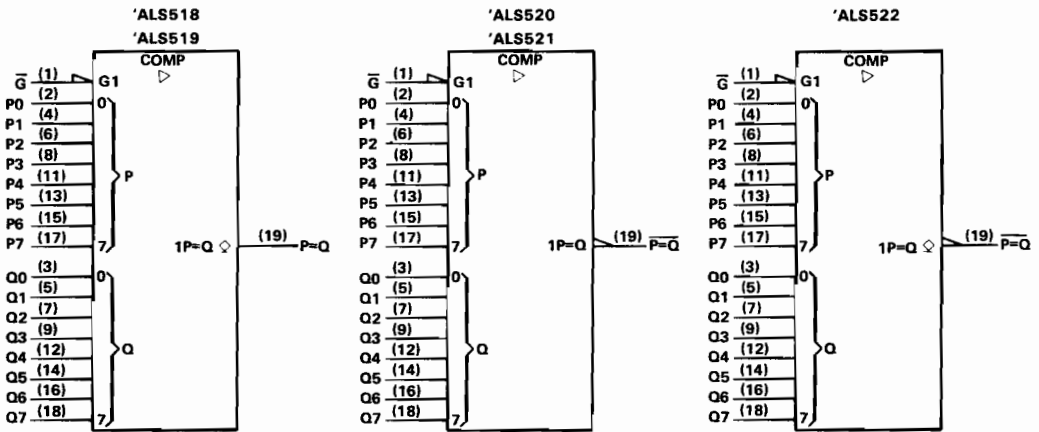 'ALS518
'ALS519
COMP
G̅ (1) G1
P0 (2) 0
P1 (4)
P2 (6)
P3 (8)
P4 (11) P
P5 (13)
P6 (15)
P7 (17) 7 1P=Q (19) P=Q
Q0 (3) 0
Q1 (5)
Q2 (7)
Q3 (9)
Q4 (12) Q
Q5 (14)
Q6 (16)
Q7 (18) 7
'ALS520
'ALS521
COMP
G̅ (1) G1
P0 (2) 0
P1 (4)
P2 (6)
P3 (8)
P4 (11) P
P5 (13)
P6 (15)
P7 (17) 7 1P=Q (19) P̅=̅Q̅
Q0 (3) 0
Q1 (5)
Q2 (7)
Q3 (9)
Q4 (12) Q
Q5 (14)
Q6 (16)
Q7 (18) 7
'ALS522
COMP
G̅ (1) G1
P0 (2) 0
P1 (4)
P2 (6)
P3 (8)
P4 (11) P
P5 (13)
P6 (15)
P7 (17) 7 1P=Q (19) P̅=̅Q̅
Q0 (3) 0
Q1 (5)
Q2 (7)
Q3 (9)
Q4 (12) Q
Q5 (14)
Q6 (16)
Q7 (18) 7